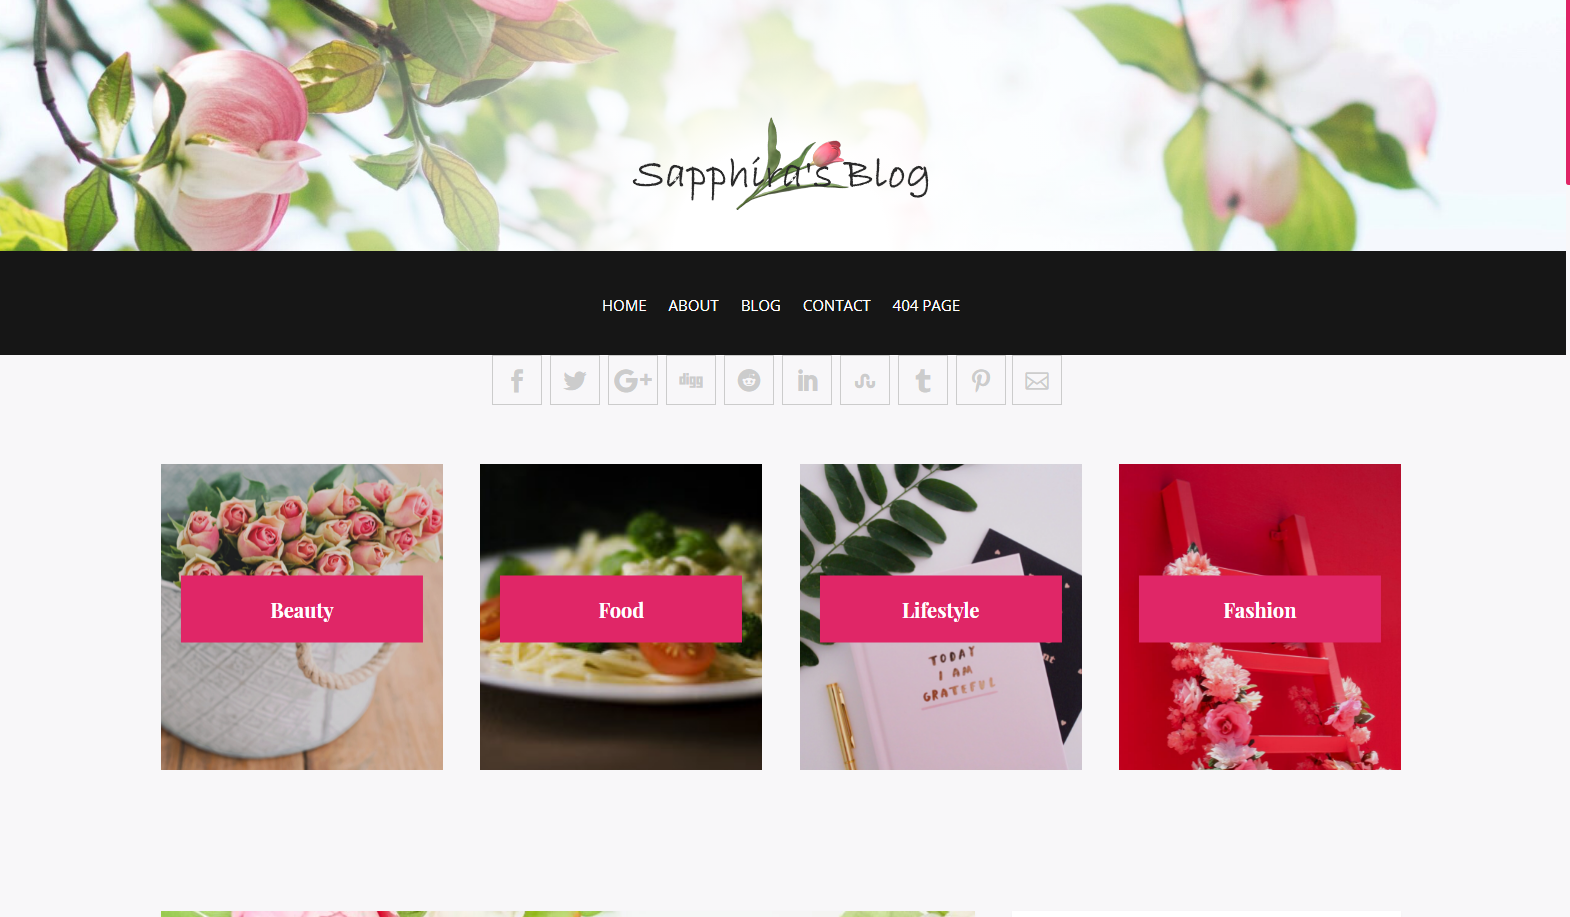 Sapphira's Blog
HOME ABOUT BLOG CONTACT 404 PAGE
digg
Beauty
Food
Lifestyle
Fashion
TODAY
I AM
GRATEFUL